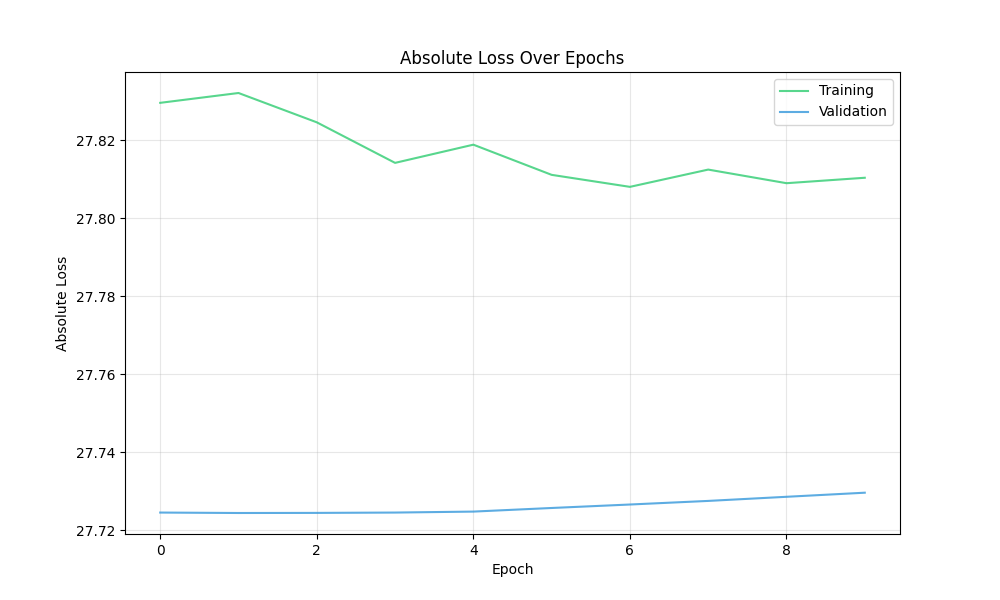 Absolute Loss Over Epochs
Training
Validation
Absolute Loss
27.82
27.80
27.78
27.76
27.74
27.72
0 2 4 6 8
Epoch